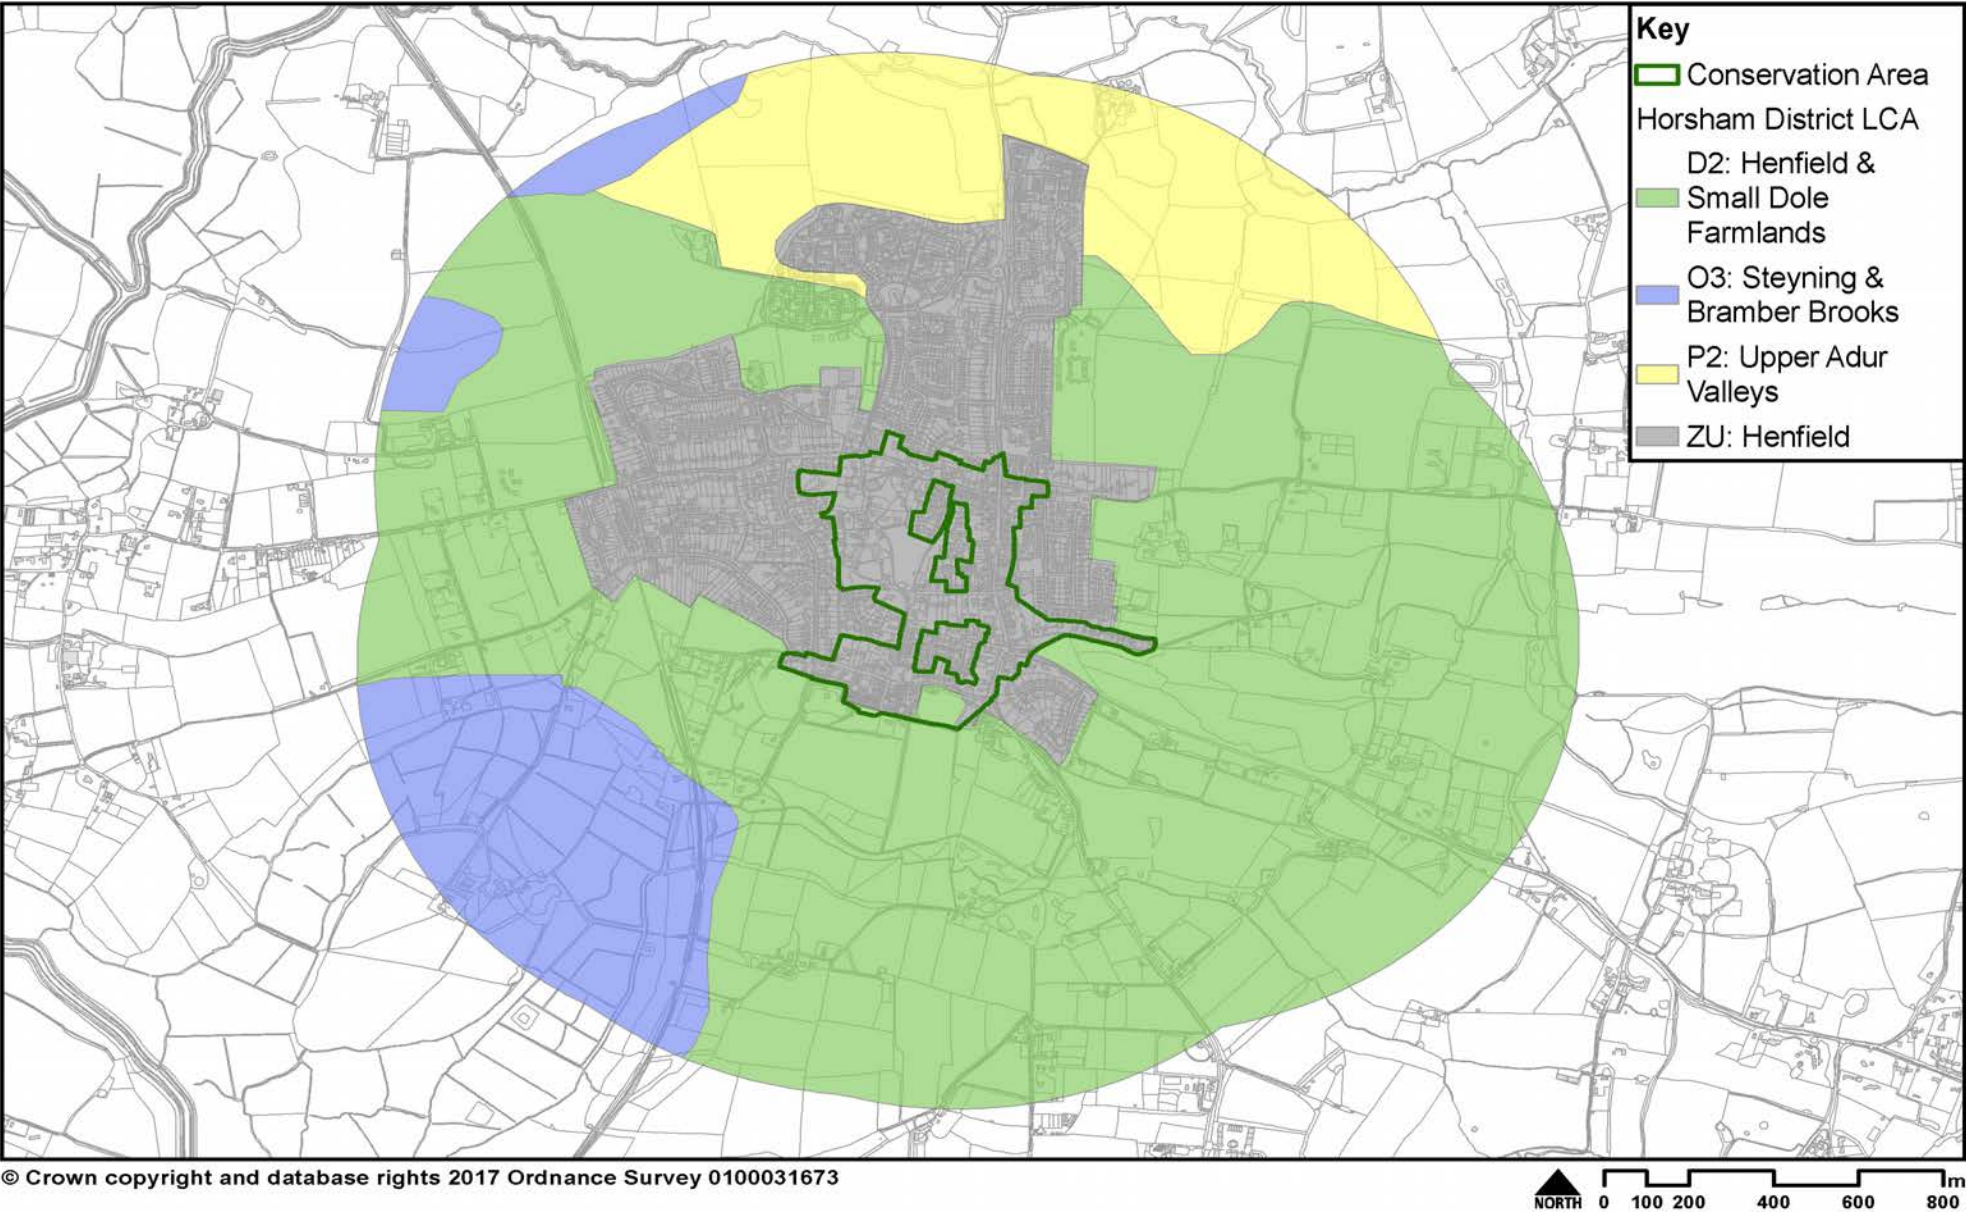 Key
Conservation Area
Horsham District LCA
D2: Henfield &
Small Dole
Farmlands
O3: Steyning &
Bramber Brooks
P2: Upper Adur
Valleys
ZU: Henfield
© Crown copyright and database rights 2017 Ordnance Survey 0100031673
NORTH
0 100 200 400 600 800 m